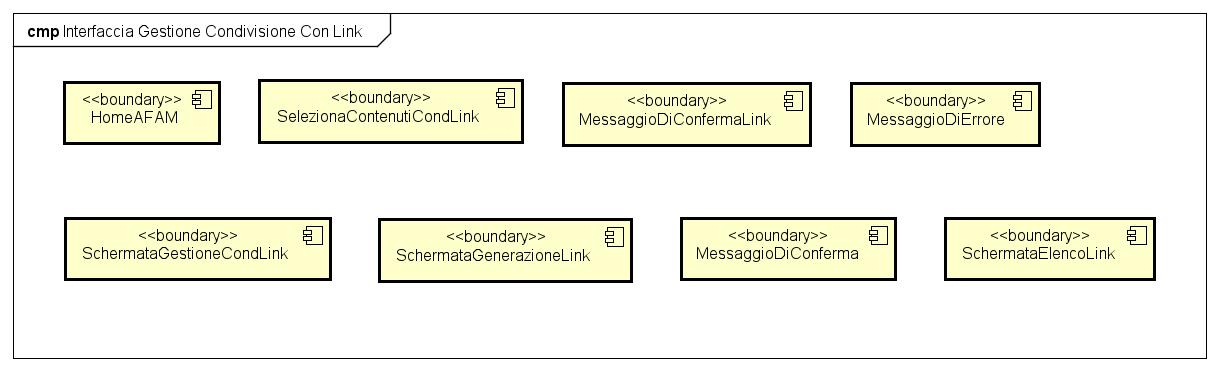 cmp Interfaccia Gestione Condivisione Con Link
<<boundary>>
HomeAFAM
<<boundary>>
SelezionaContenutiCondLink
<<boundary>>
MessaggioDiConfermaLink
<<boundary>>
MessaggioDiErrore
<<boundary>>
SchermataGestioneCondLink
<<boundary>>
SchermataGenerazioneLink
<<boundary>>
MessaggioDiConferma
<<boundary>>
SchermataElencoLink